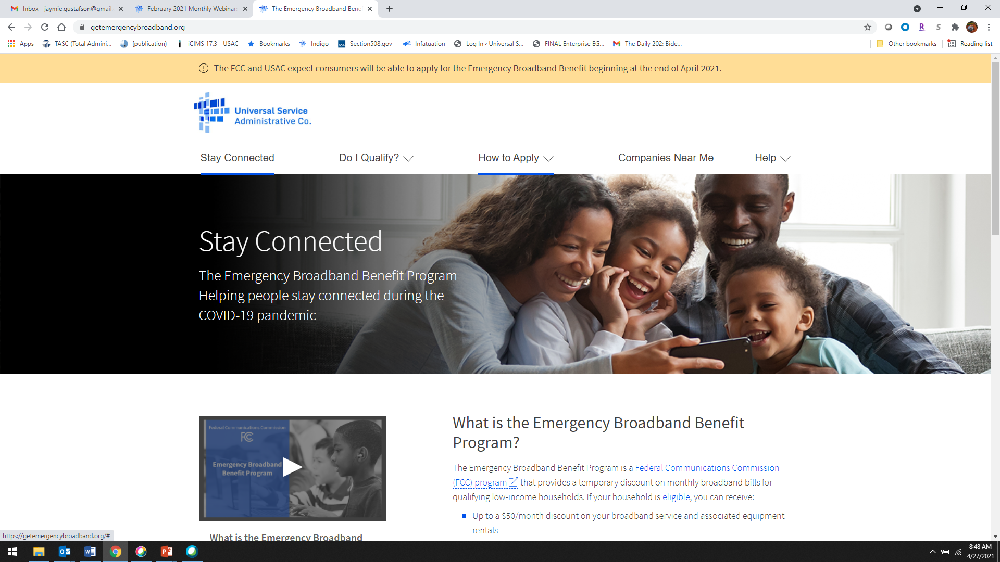 Inbox - jaymie.gustafson@gmail.
February 2021 Monthly Webinar
The Emergency Broadband Bene
getemergencybroadband.org
Apps
TASC (Total Admini...
{publication}
iCIMS 17.3 - USAC
Bookmarks
Indigo
Section508.gov
Infatuation
Log In ‹ Universal S...
FINAL Enterprise EG...
The Daily 202: Bide...
Other bookmarks
Reading list
The FCC and USAC expect consumers will be able to apply for the Emergency Broadband Benefit beginning at the end of April 2021.
Universal Service
Administrative Co.
Stay Connected
Do I Qualify?
How to Apply
Companies Near Me
Help
Stay Connected
The Emergency Broadband Benefit Program -
Helping people stay connected during the
COVID-19 pandemic
Federal Communications Commission
FCC
Emergency Broadband
Benefit Program
What is the Emergency Broadband
What is the Emergency Broadband Benefit
Program?
The Emergency Broadband Benefit Program is a Federal Communications Commission
(FCC) program that provides a temporary discount on monthly broadband bills for
qualifying low-income households. If your household is eligible, you can receive:
Up to a $50/month discount on your broadband service and associated equipment
rentals
https://getemergencybroadband.org/#
8:48 AM
4/27/2021